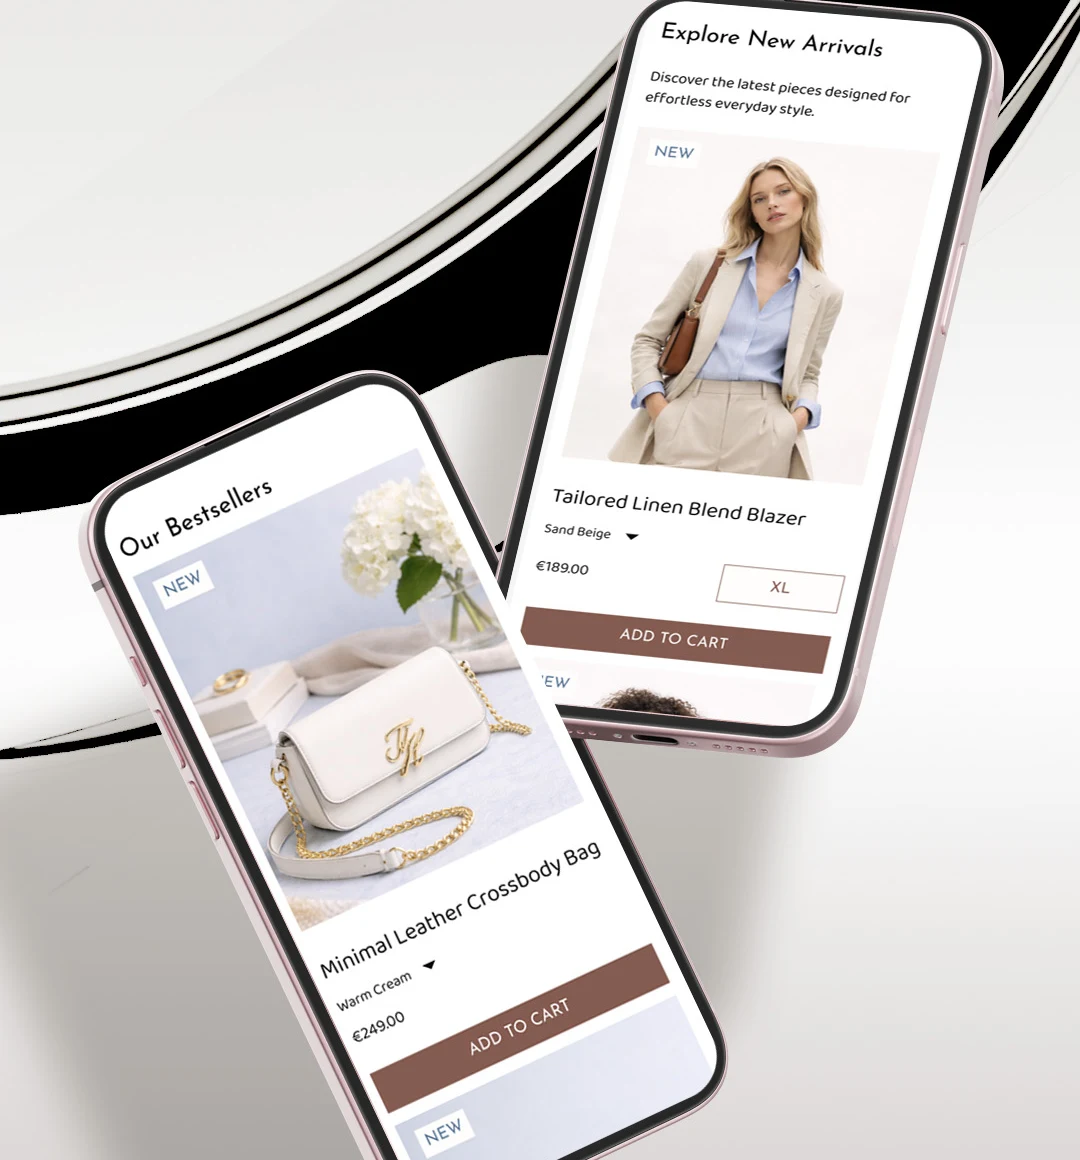 Explore New Arrivals
Discover the latest pieces designed for
effortless everyday style.
NEW
Tailored Linen Blend Blazer
Sand Beige
€189.00
XL
ADD TO CART
EW
Our Bestsellers
NEW
TH
Minimal Leather Crossbody Bag
Warm Cream
€249.00
ADD TO CART
NEW